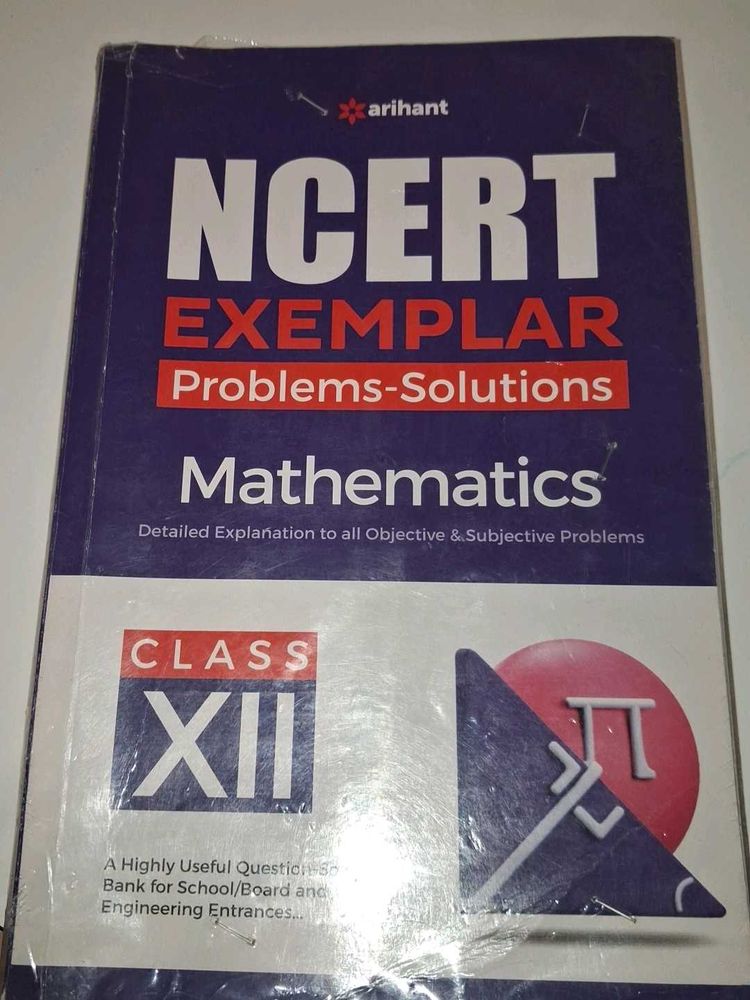 arihant
NCERT
EXEMPLAR
Problems-Solutions
Mathematics
Detailed Explanation to all Objective & Subjective Problems
CLASS
XII
π
A Highly Useful Question-
Bank for School/Board and
Engineering Entrances...